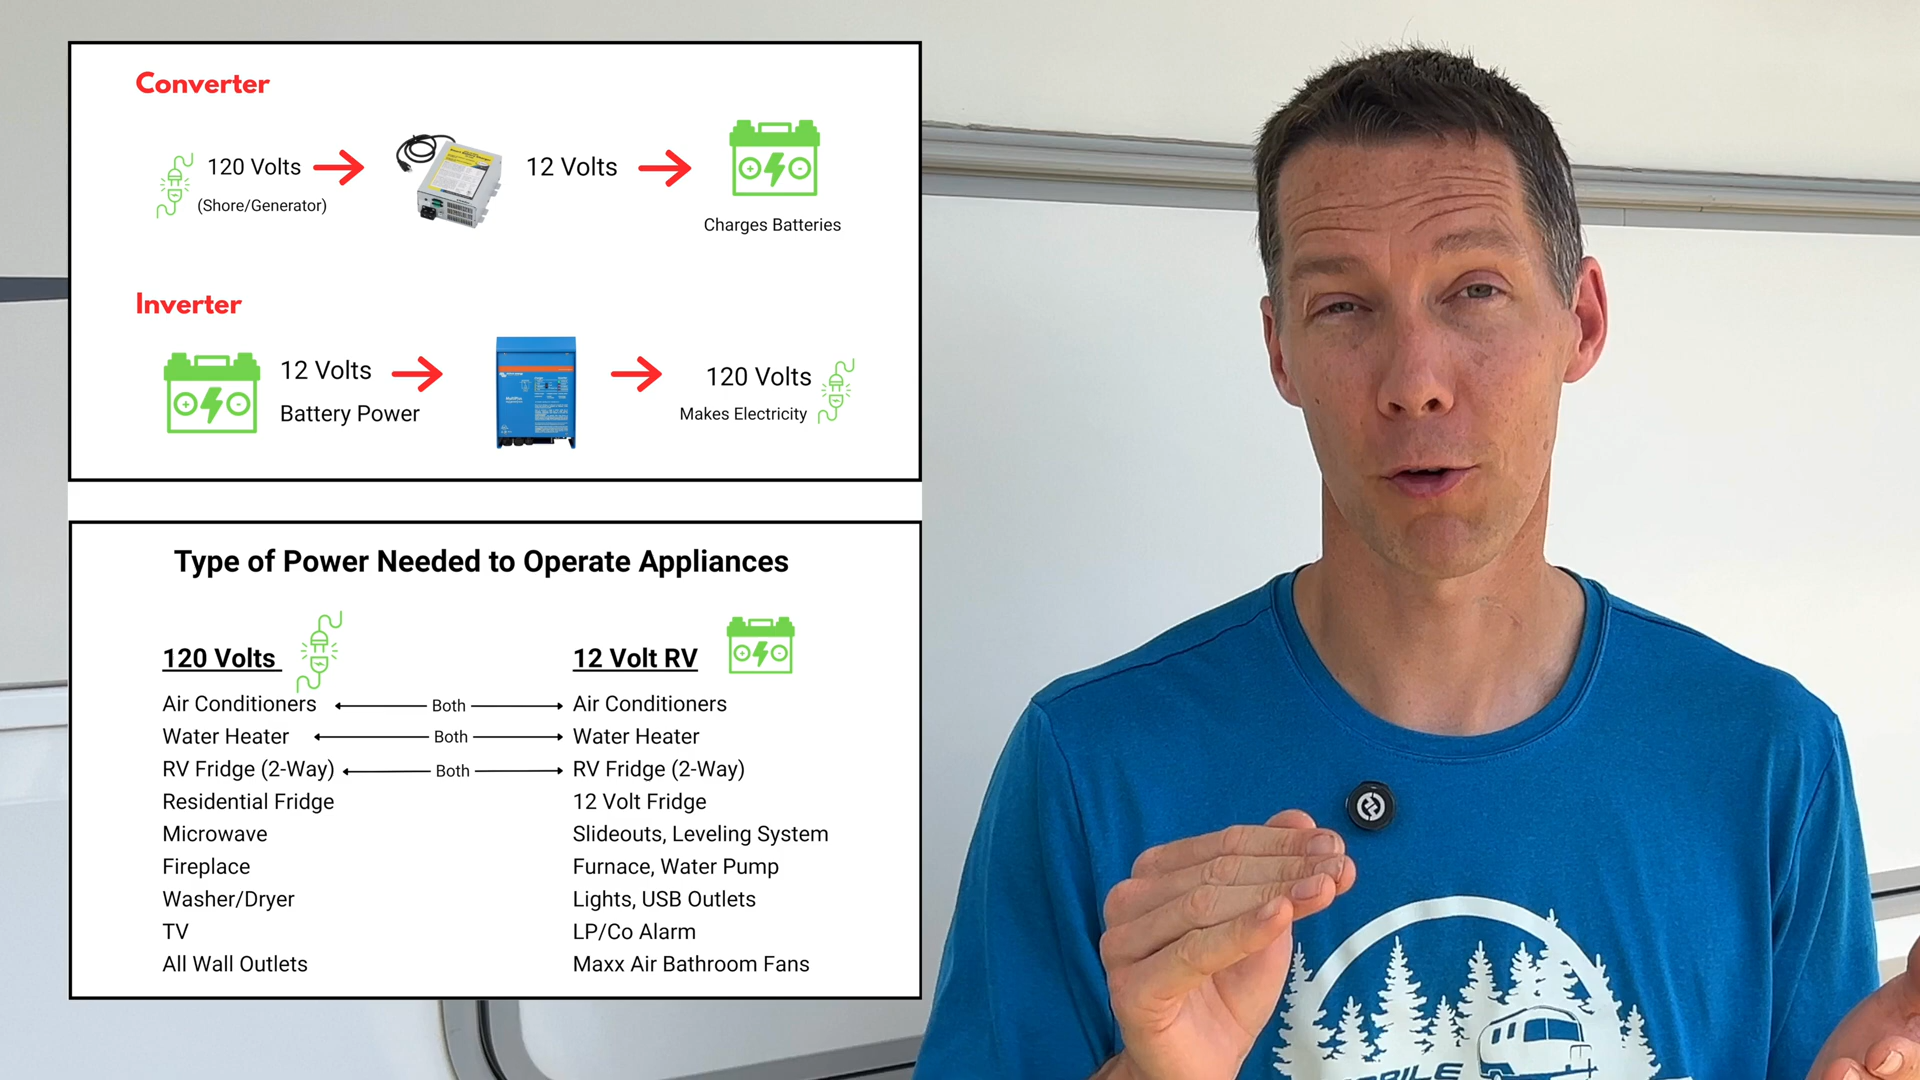 Converter
120 Volts
(Shore/Generator)
12 Volts
Charges Batteries
Inverter
12 Volts
Battery Power
120 Volts
Makes Electricity
Type of Power Needed to Operate Appliances
120 Volts
12 Volt RV
Air Conditioners Both Air Conditioners
Water Heater Both Water Heater
RV Fridge (2-Way) Both RV Fridge (2-Way)
Residential Fridge 12 Volt Fridge
Microwave Slideouts, Leveling System
Fireplace Furnace, Water Pump
Washer/Dryer Lights, USB Outlets
TV LP/Co Alarm
All Wall Outlets Maxx Air Bathroom Fans